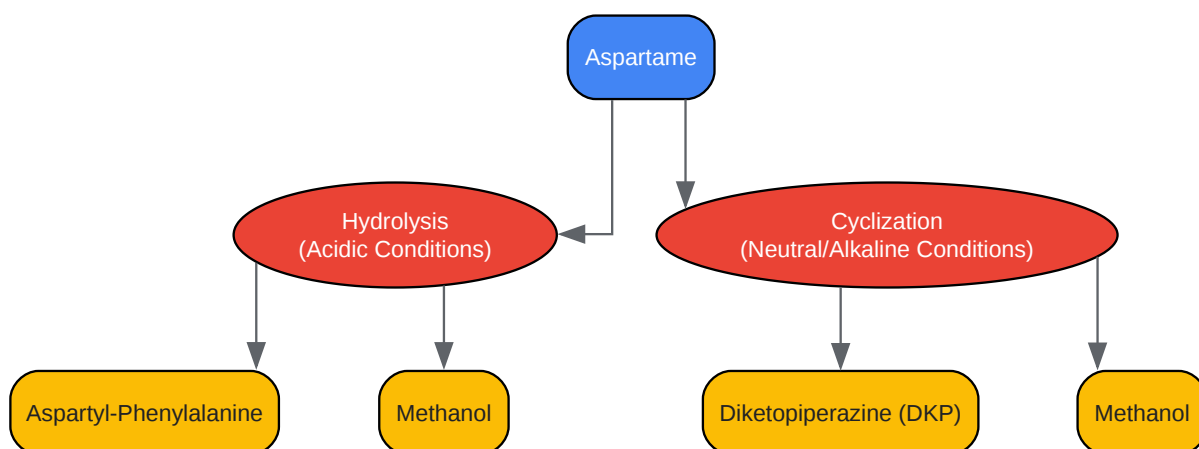 Aspartame
Hydrolysis
(Acidic Conditions)
Cyclization
(Neutral/Alkaline Conditions)
Aspartyl-Phenylalanine
Methanol
Diketopiperazine (DKP)
Methanol